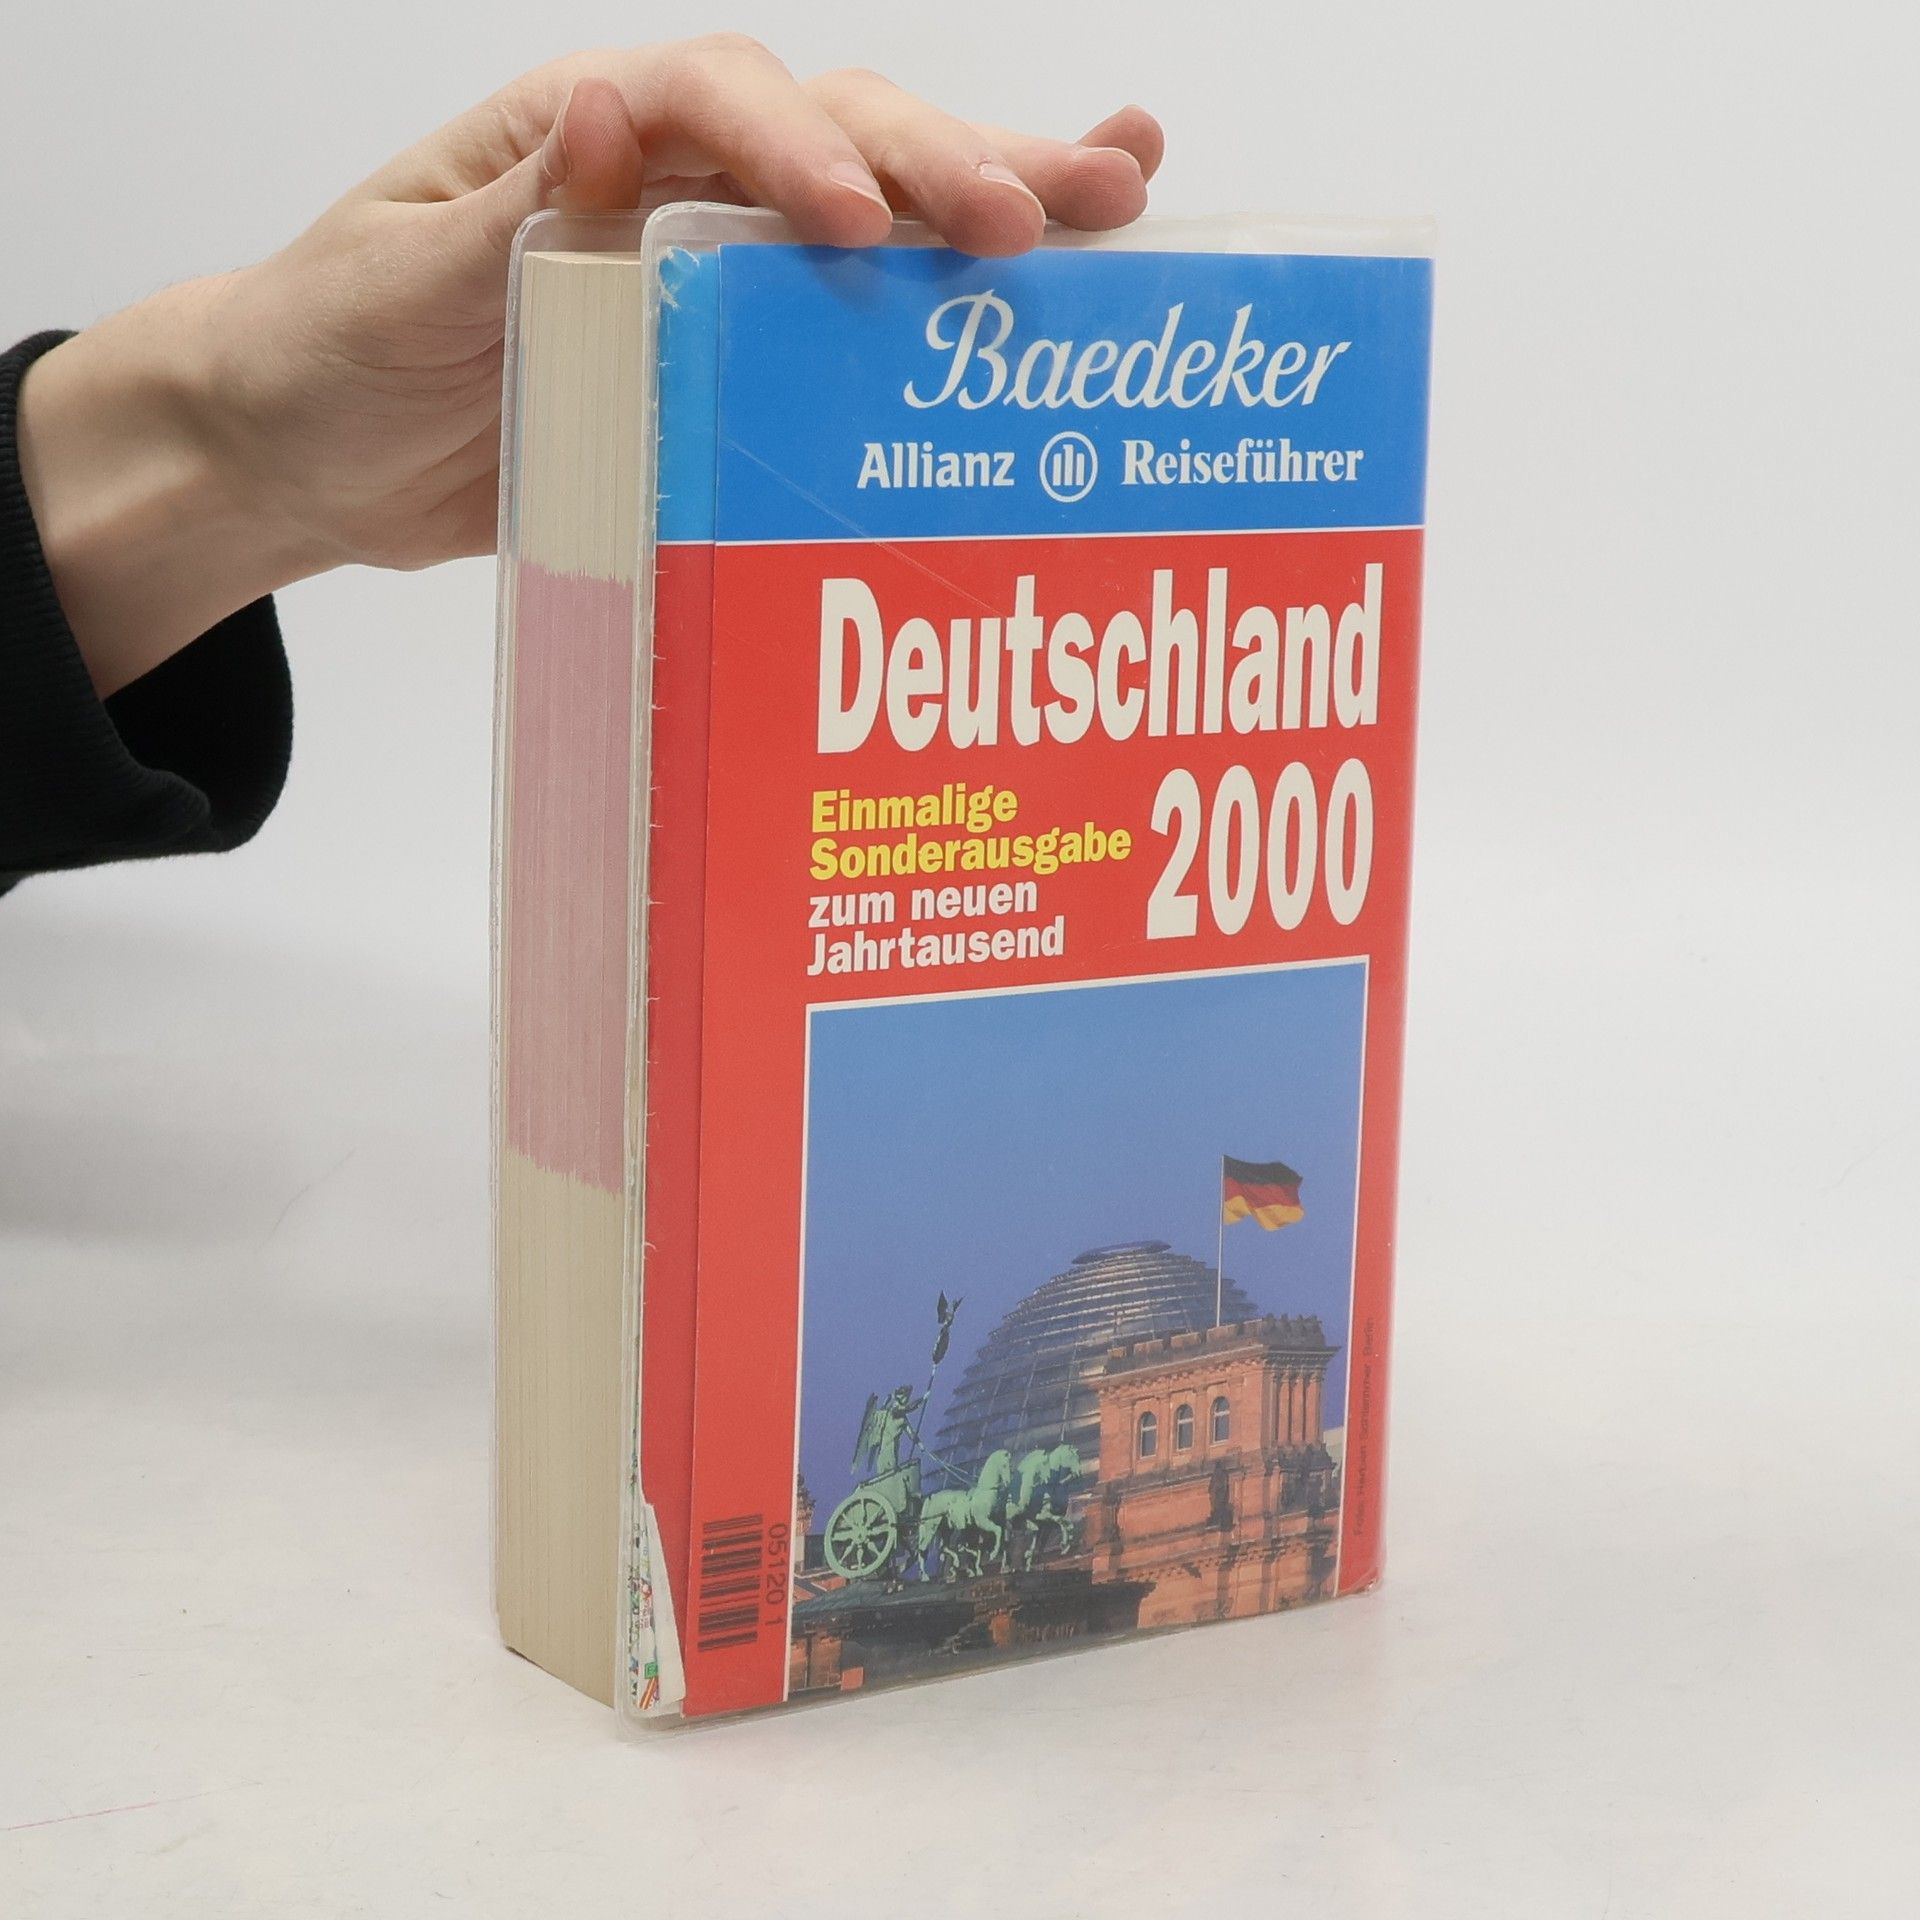 Baedeker
Allianz Reiseführer
Deutschland
2000
Einmalige
Sonderausgabe
zum neuen
Jahrtausend
05120 1